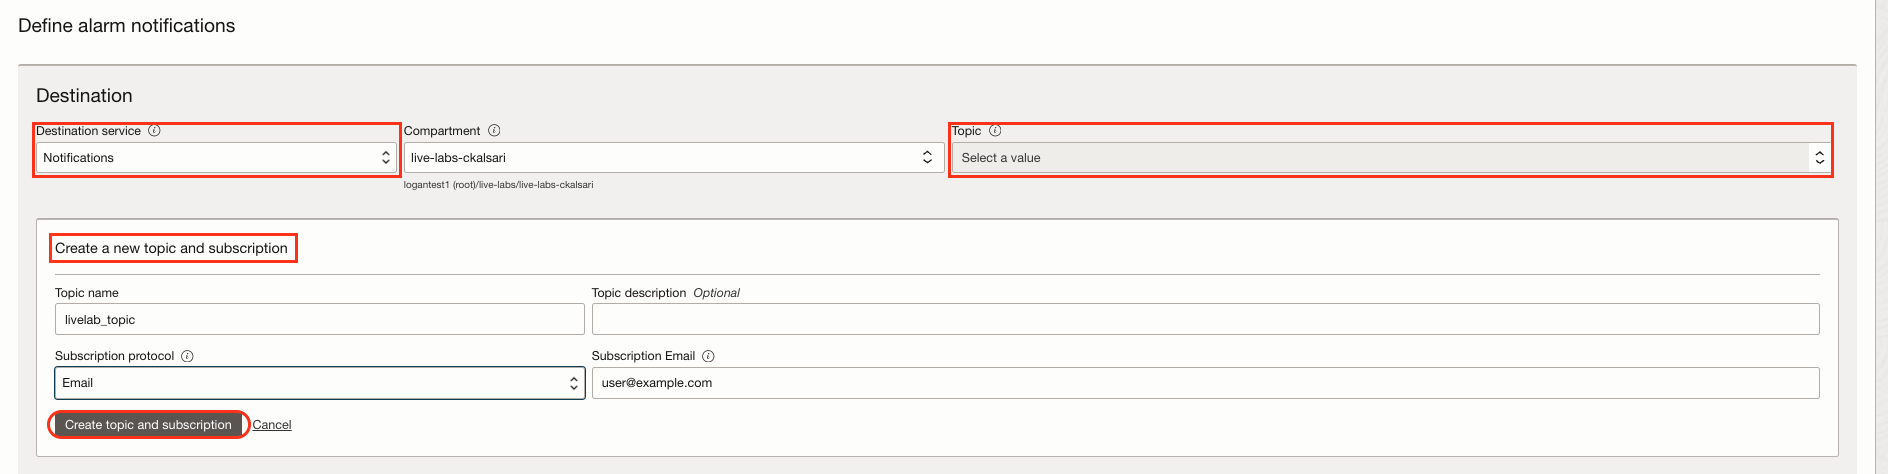 Define alarm notifications
Destination
Destination service Compartment Topic
Notifications live-labs-ckalsari Select a value
logantest1 (root)/live-labs/live-labs-ckalsari
Create a new topic and subscription
Topic name Topic description Optional
livelab_topic
Subscription protocol Subscription Email
Email user@example.com
Create topic and subscription Cancel